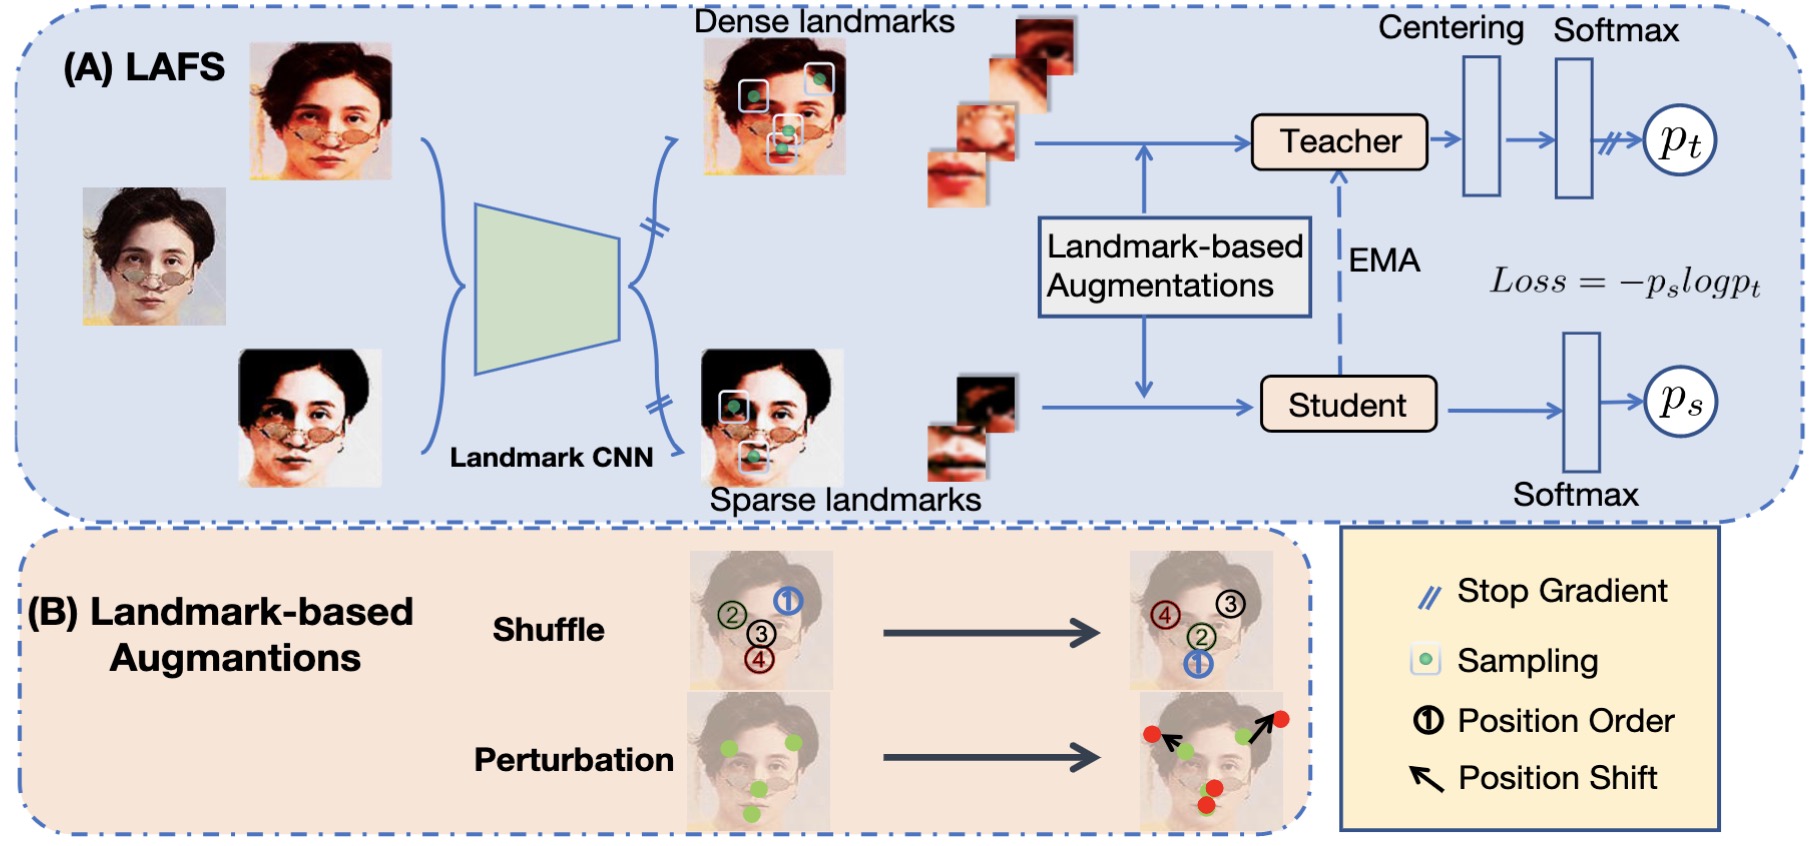 (A) LAFS
Dense landmarks
Centering
Softmax
Teacher
p_t
Landmark-based
Augmentations
EMA
Loss = −p_s log p_t
Landmark CNN
Student
p_s
Sparse landmarks
Softmax
(B) Landmark-based
Augmantions
Shuffle
1
2
3
4
4
3
2
1
Perturbation
Stop Gradient
Sampling
1 Position Order
Position Shift